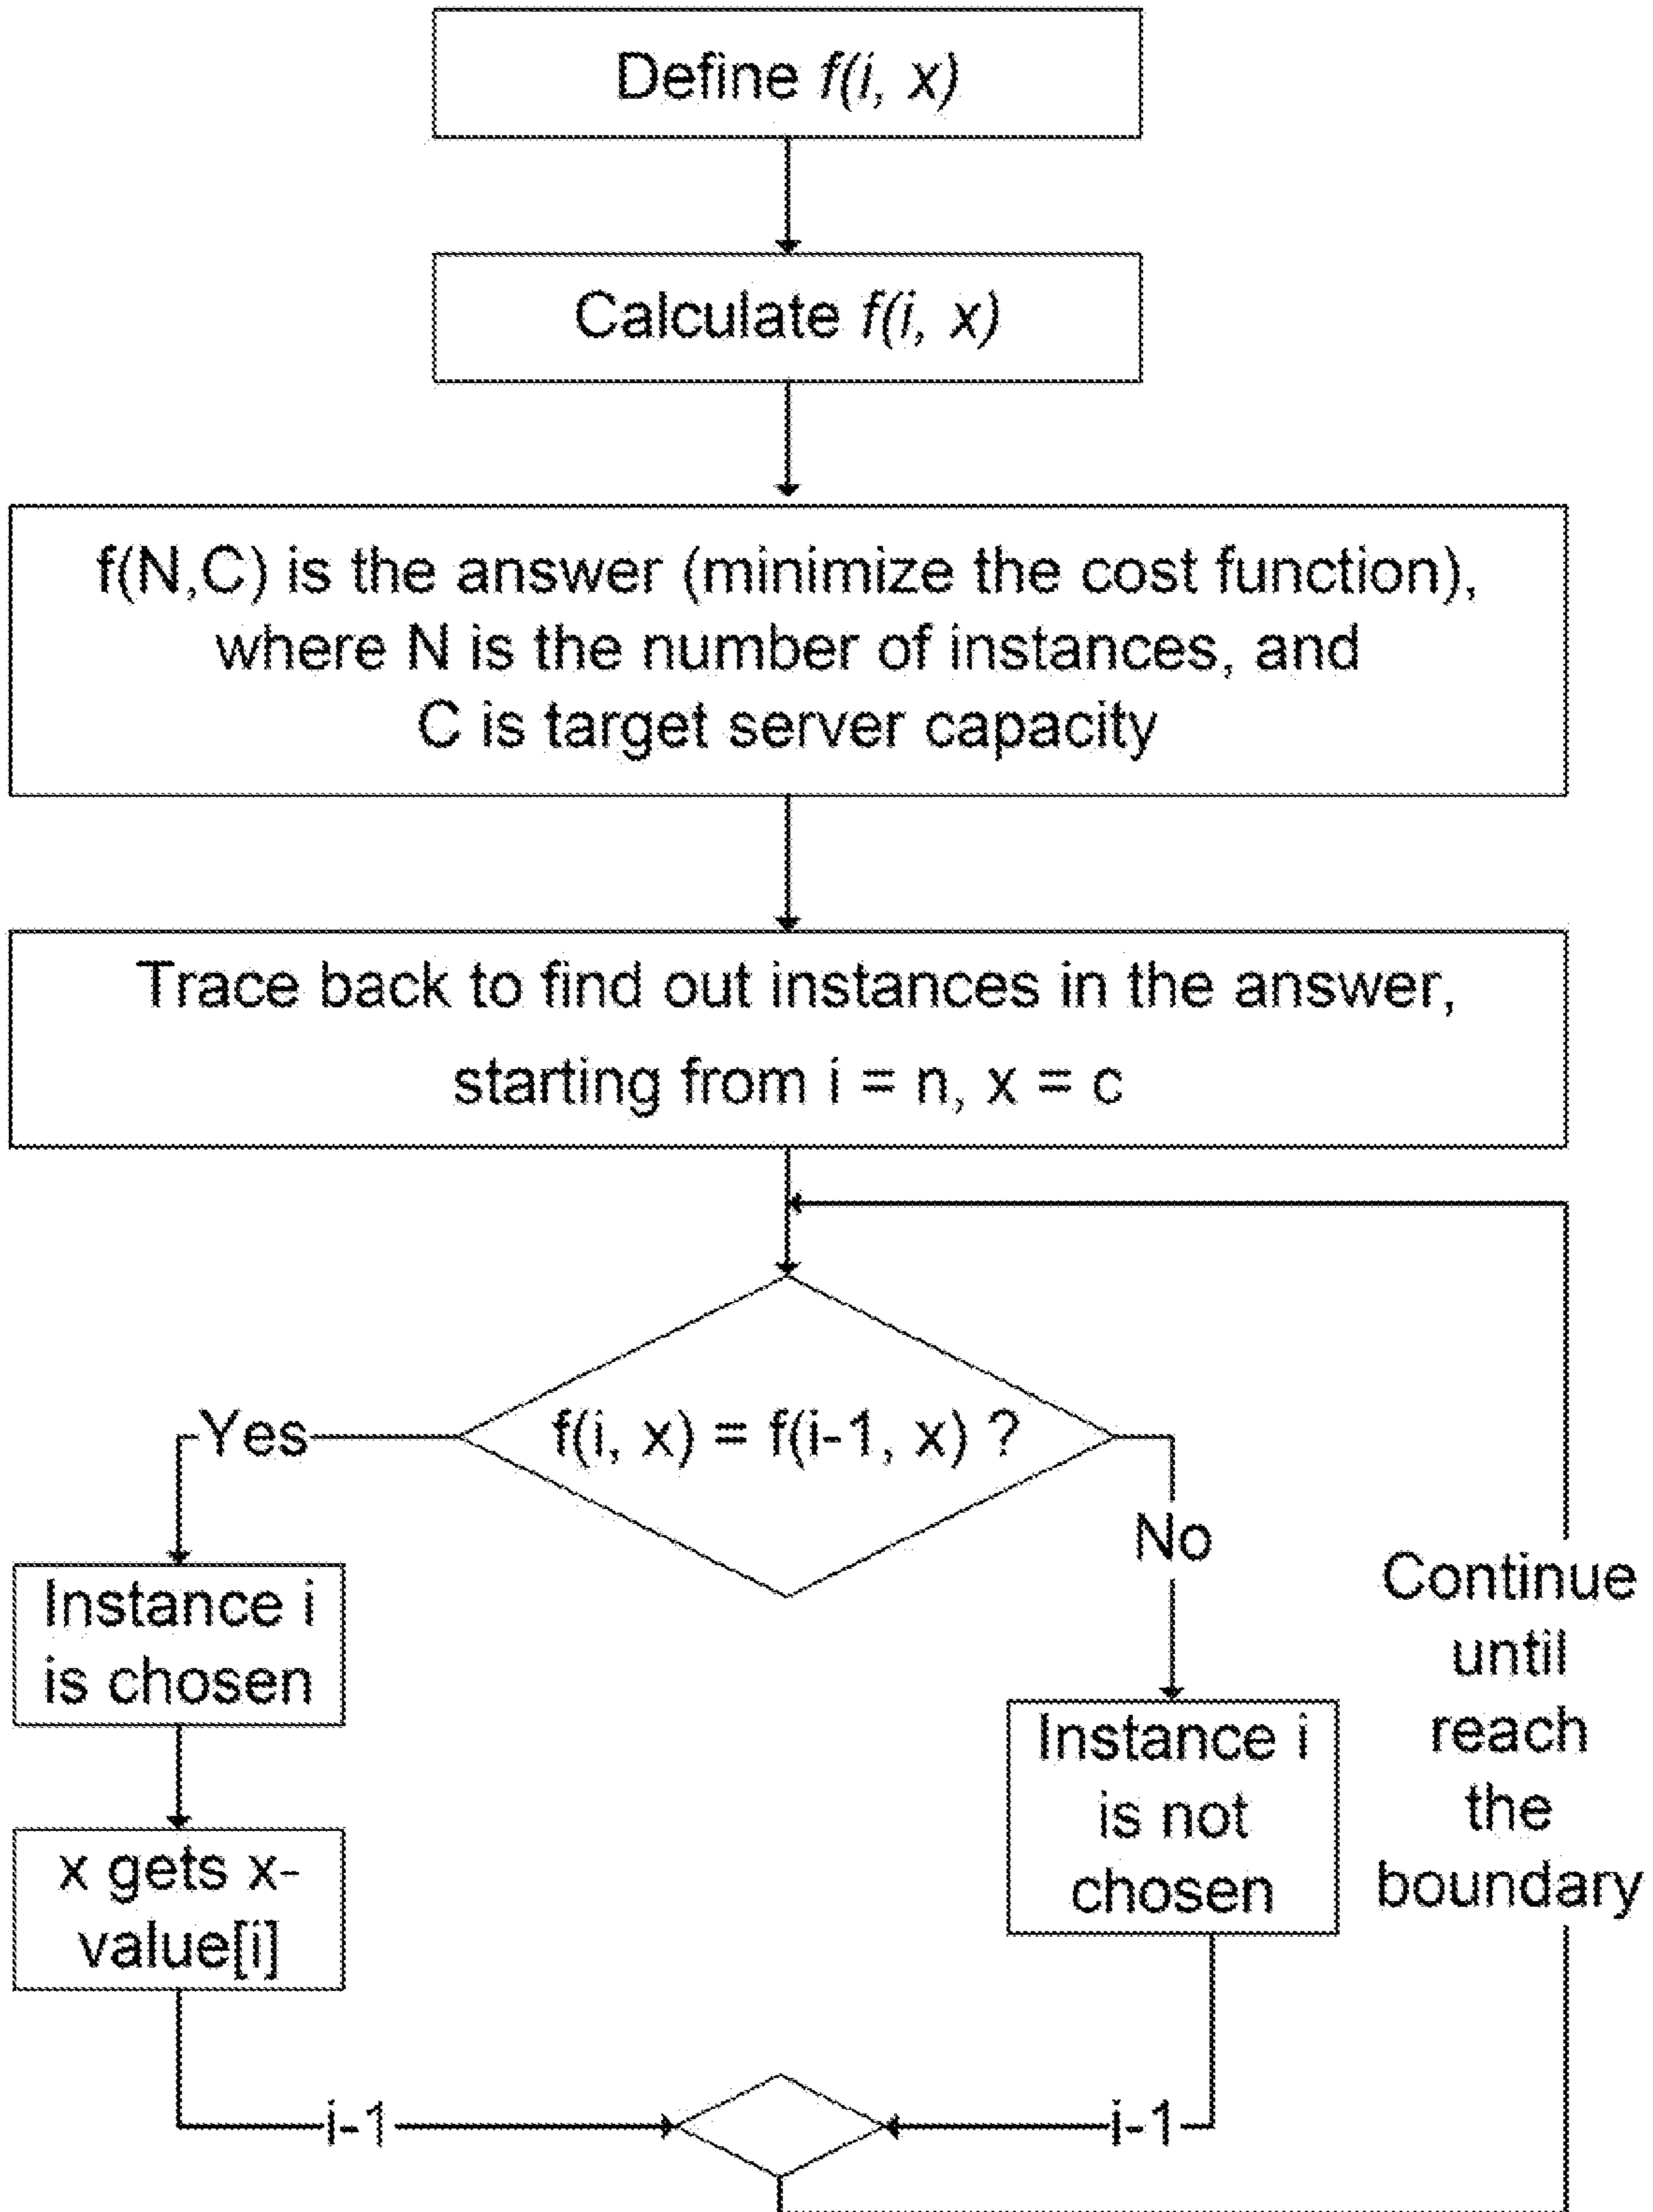 Define f(i, x)
Calculate f(i, x)
f(N,C) is the answer (minimize the cost function),
where N is the number of instances, and
C is target server capacity
Trace back to find out instances in the answer,
starting from i = n, x = c
f(i, x) = f(i-1, x) ?
Yes
No
Instance i
is chosen
x gets x-
value[i]
Instance i
is not
chosen
Continue
until
reach
the
boundary
i-1
i-1